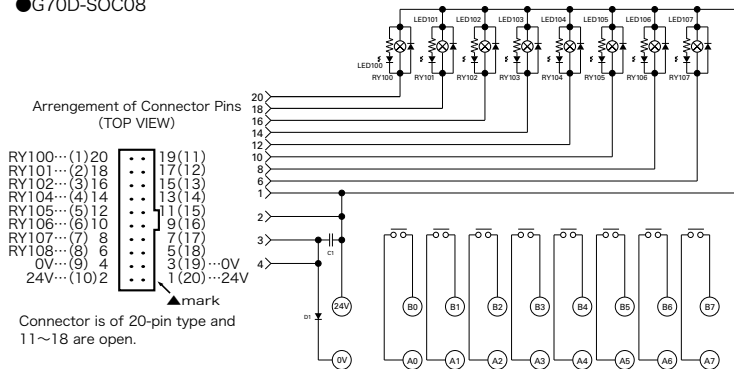 ●G70D-SOC08
LED101 LED102 LED103 LED104 LED105 LED106 LED107
LED100
RY100 RY101 RY102 RY103 RY104 RY105 RY106 RY107
Arrengement of Connector Pins
(TOP VIEW)
RY100…(1)20 19(11)
RY101…(2)18 17(12)
RY102…(3)16 15(13)
RY104…(4)14 13(14)
RY105…(5)12 11(15)
RY106…(6)10 9(16)
RY107…(7) 8 7(17)
RY108…(8) 6 5(18)
0V…(9) 4 3(19)…0V
24V…(10)2 1(20)…24V
▲mark
Connector is of 20-pin type and
11~18 are open.
20
18
16
14
12
10
8
6
1
2
3
4
C1
D1
24V B0 B1 B2 B3 B4 B5 B6 B7
0V A0 A1 A2 A3 A4 A5 A6 A7